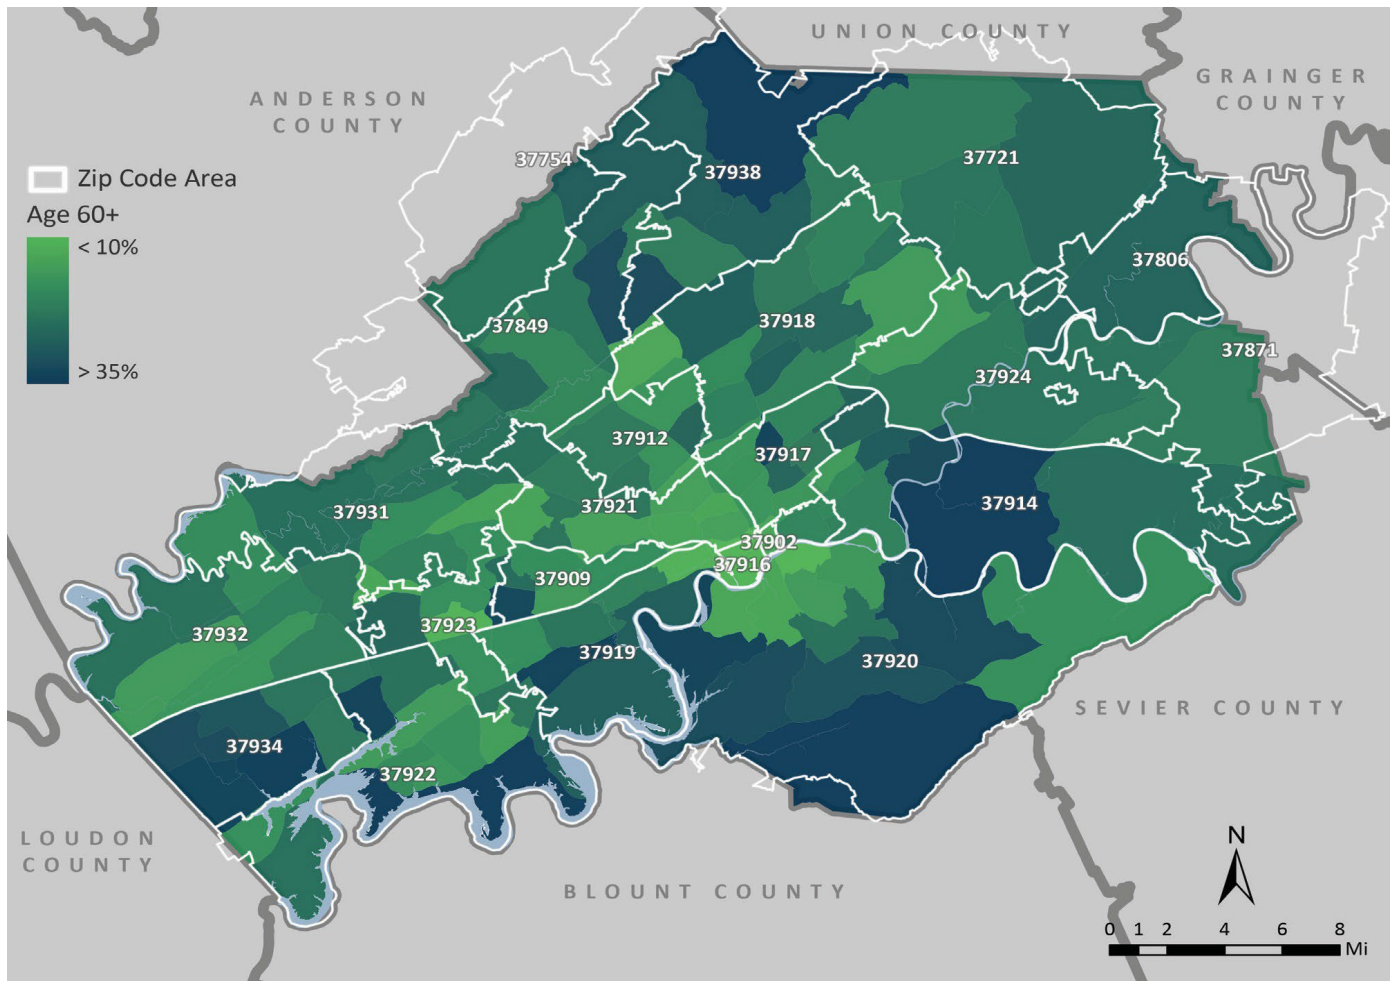 UNION COUNTY
GRAINGER
COUNTY
ANDERSON
COUNTY
37754
37938
37721
Zip Code Area
Age 60+
< 10%
> 35%
37806
37849
37918
37871
37924
37912
37917
37931
37921
37914
37902
37916
37909
37932
37923
37919
37920
SEVIER COUNTY
37934
37922
LOUDON
COUNTY
BLOUNT COUNTY
N
0 1 2 4 6 8
Mi